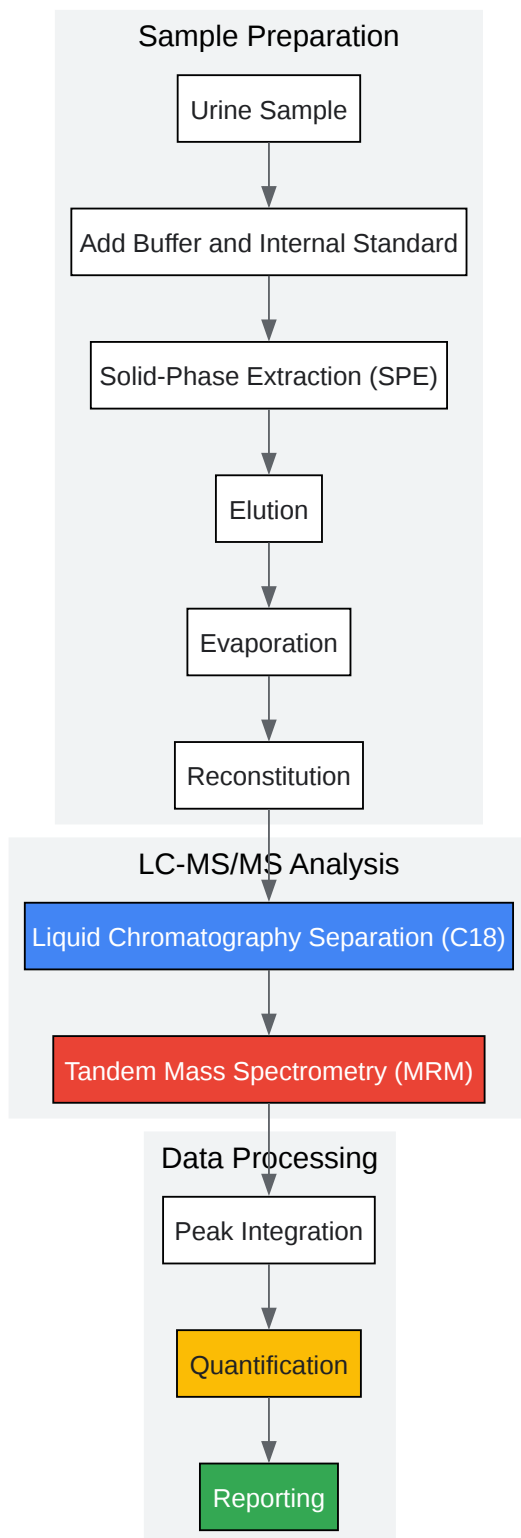 Sample Preparation
Urine Sample
Add Buffer and Internal Standard
Solid-Phase Extraction (SPE)
Elution
Evaporation
Reconstitution
LC-MS/MS Analysis
Liquid Chromatography Separation (C18)
Tandem Mass Spectrometry (MRM)
Data Processing
Peak Integration
Quantification
Reporting